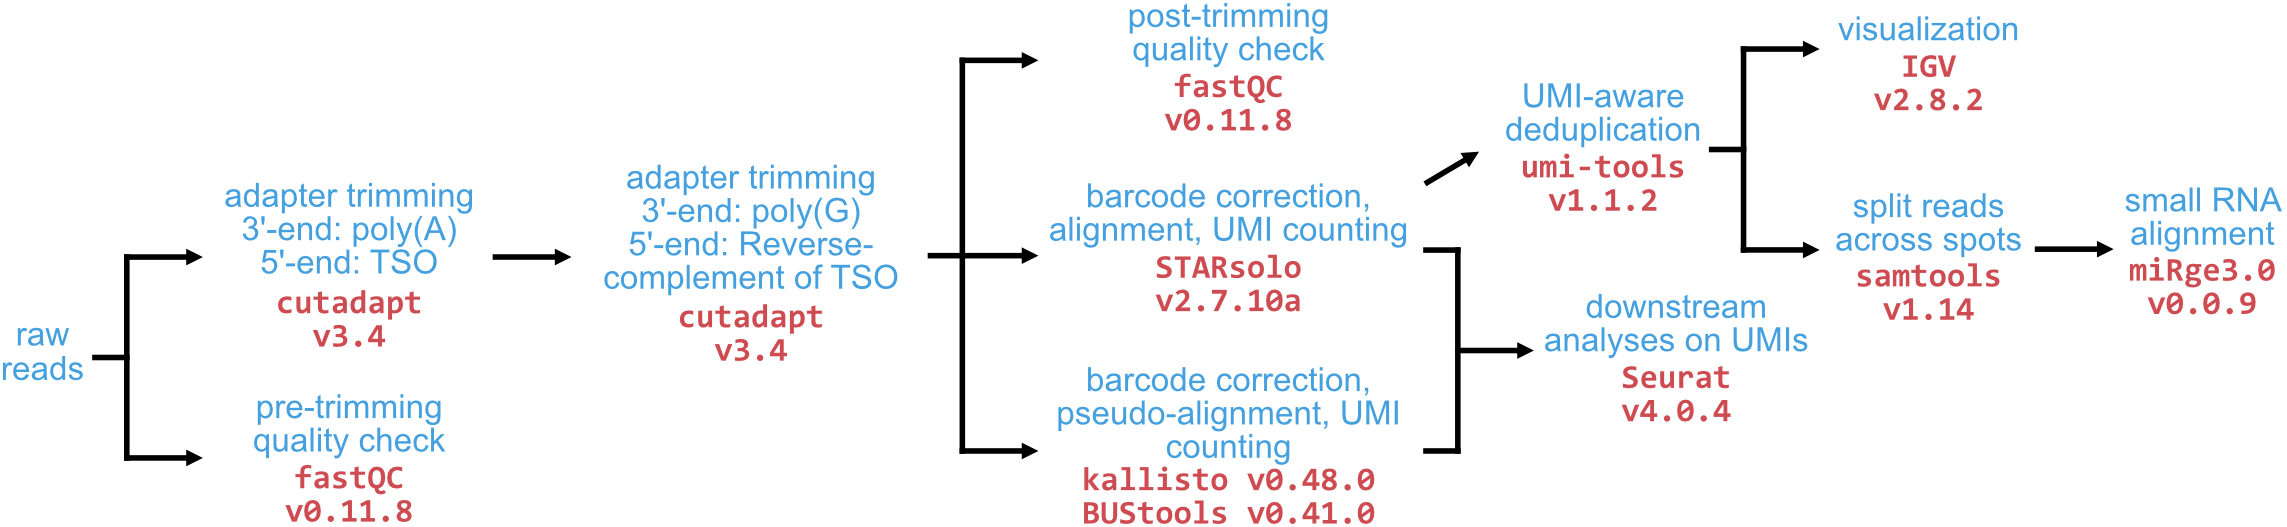 raw
reads
adapter trimming
3'-end: poly(A)
5'-end: TSO
cutadapt
v3.4
pre-trimming
quality check
fastQC
v0.11.8
adapter trimming
3'-end: poly(G)
5'-end: Reverse-
complement of TSO
cutadapt
v3.4
post-trimming
quality check
fastQC
v0.11.8
barcode correction,
alignment, UMI counting
STARsolo
v2.7.10a
barcode correction,
pseudo-alignment, UMI
counting
kallisto v0.48.0
BUStools v0.41.0
UMI-aware
deduplication
umi-tools
v1.1.2
downstream
analyses on UMIs
Seurat
v4.0.4
visualization
IGV
v2.8.2
split reads
across spots
samtools
v1.14
small RNA
alignment
miRge3.0
v0.0.9